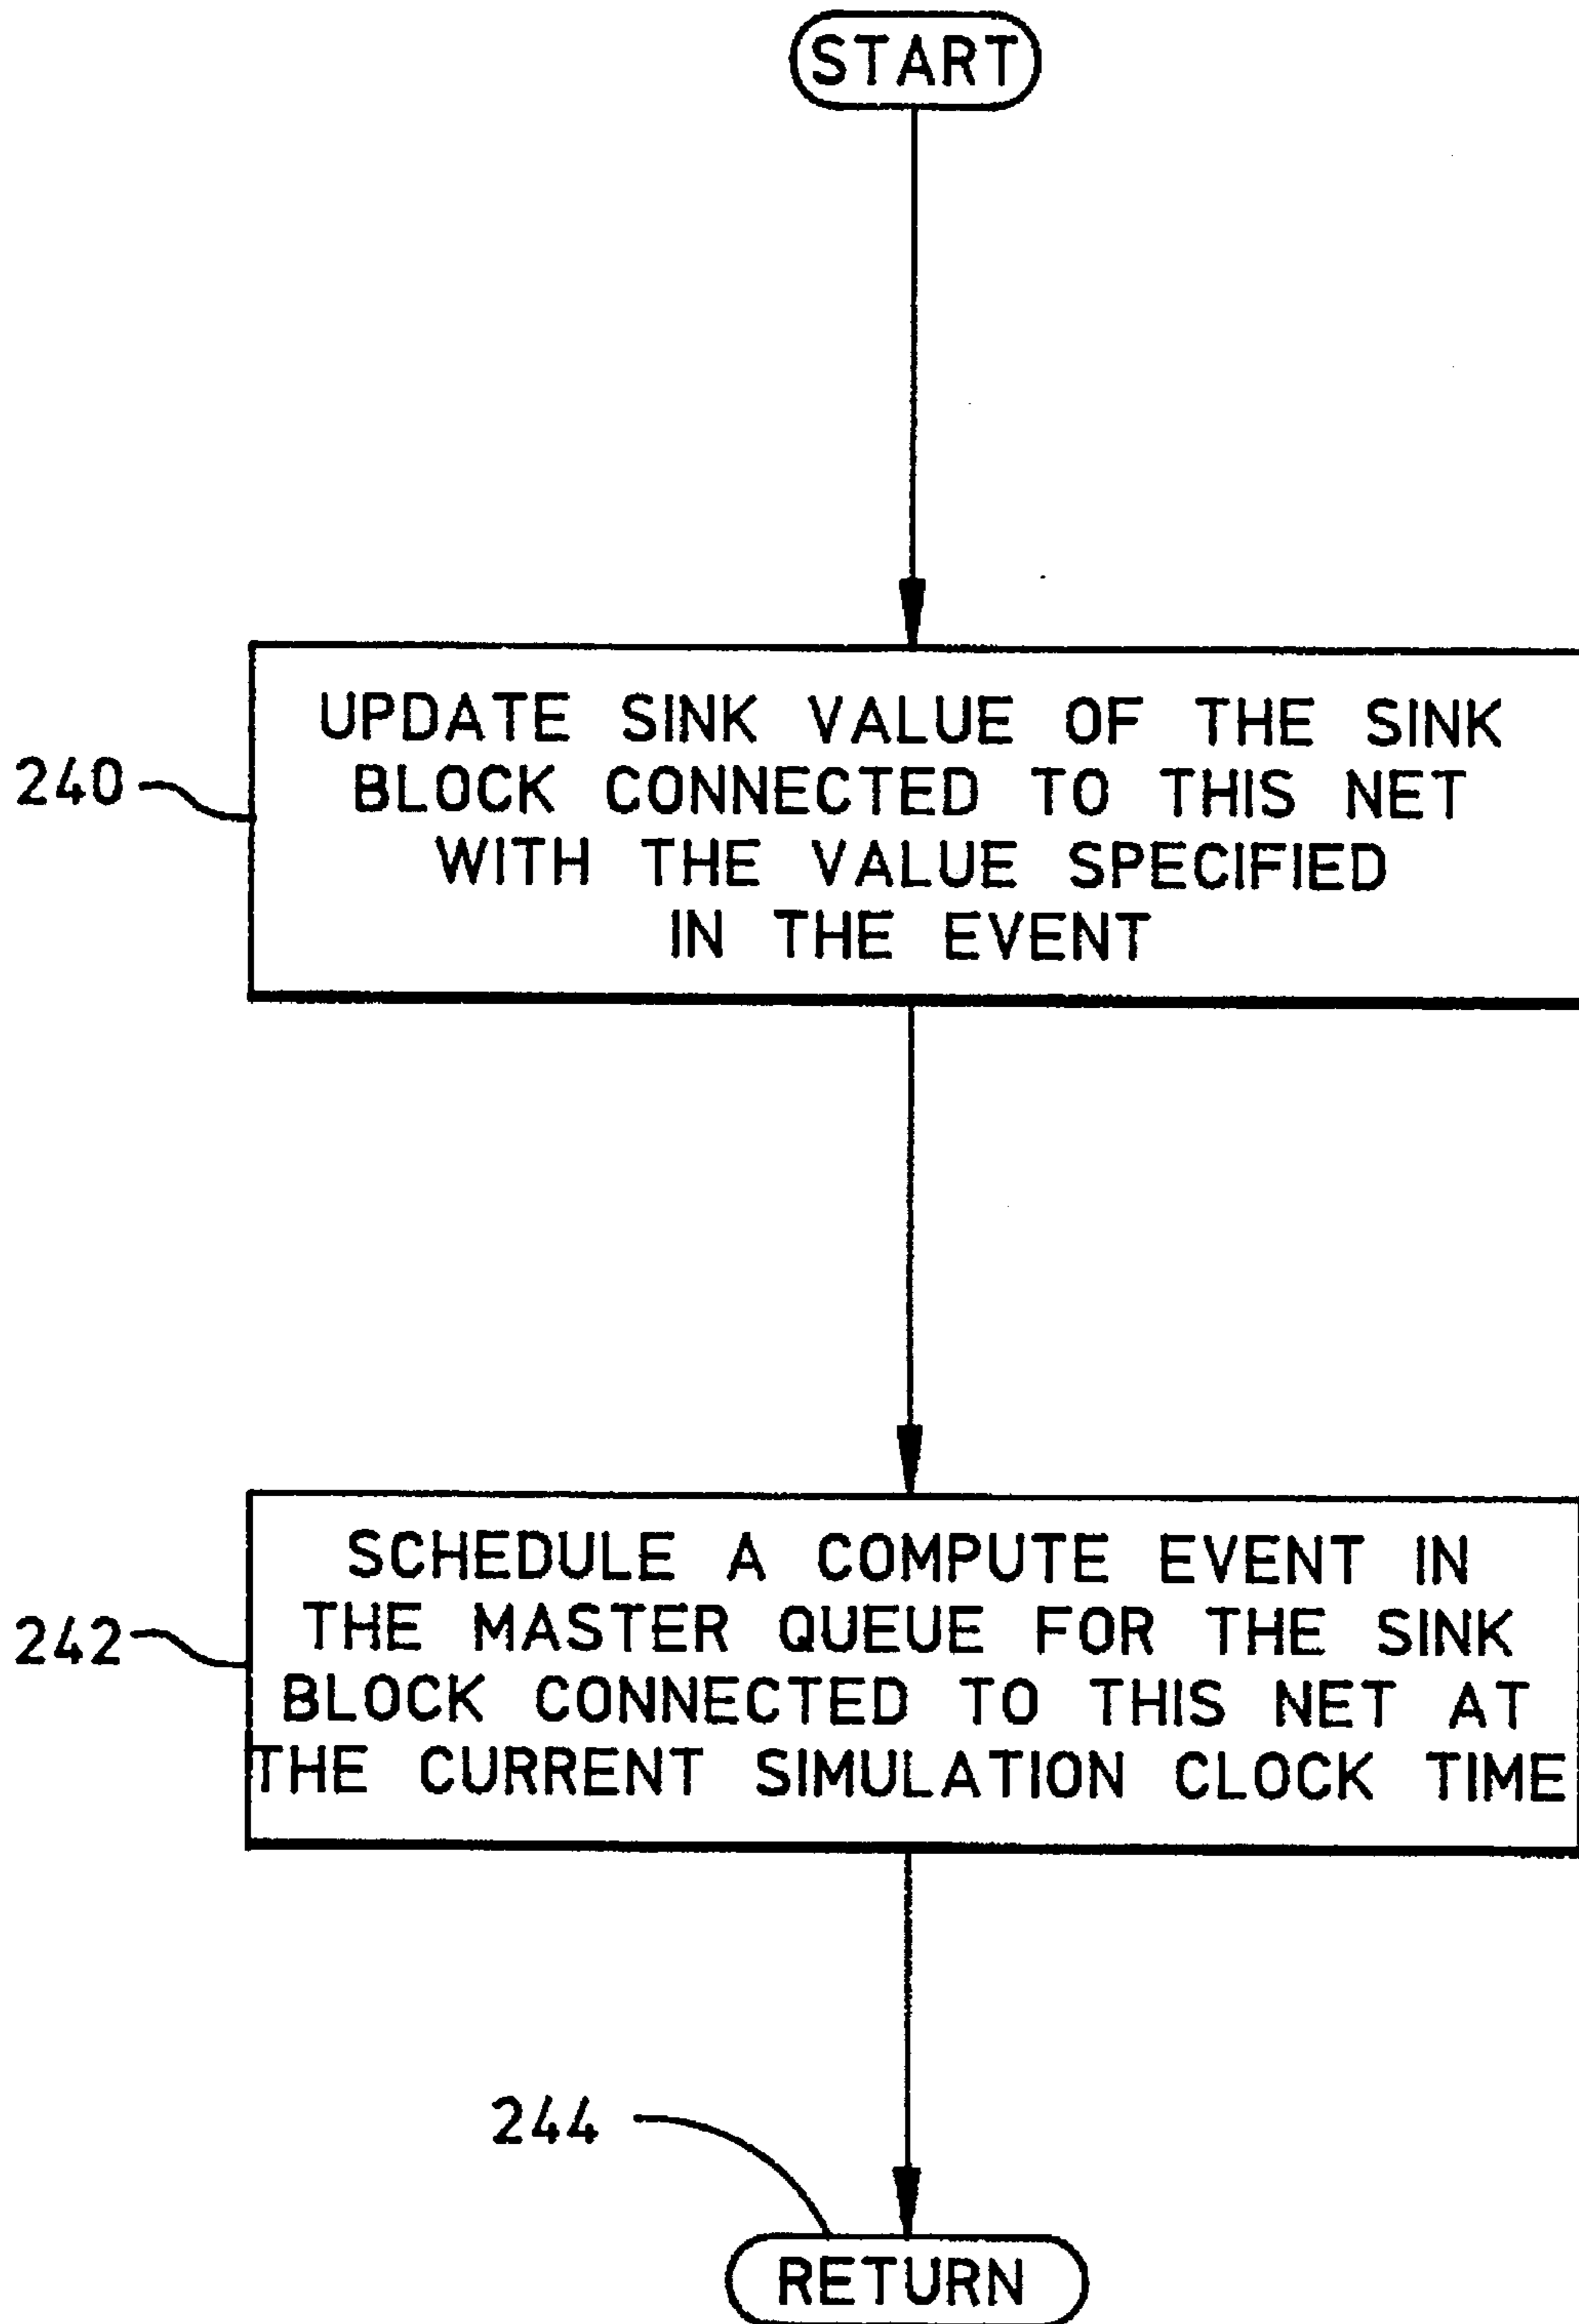 START
240
UPDATE SINK VALUE OF THE SINK
BLOCK CONNECTED TO THIS NET
WITH THE VALUE SPECIFIED
IN THE EVENT
242
SCHEDULE A COMPUTE EVENT IN
THE MASTER QUEUE FOR THE SINK
BLOCK CONNECTED TO THIS NET AT
THE CURRENT SIMULATION CLOCK TIME
244
RETURN